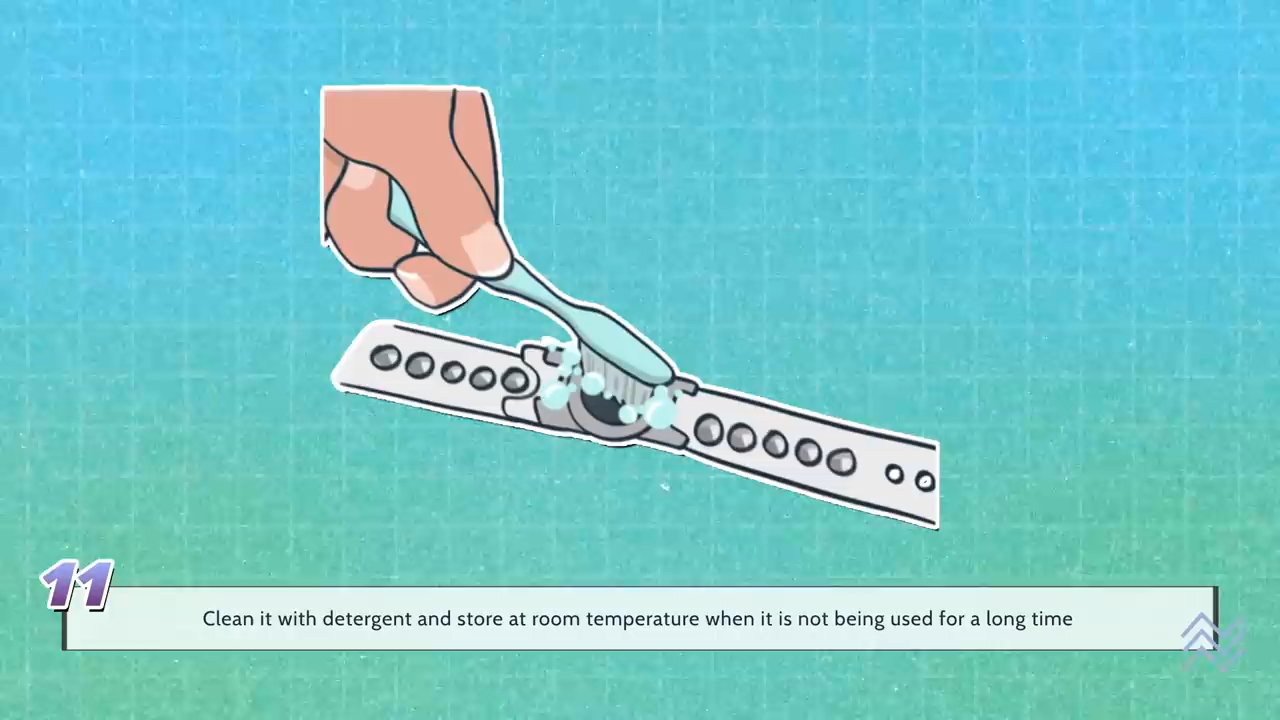 11
Clean it with detergent and store at room temperature when it is not being used for a long time